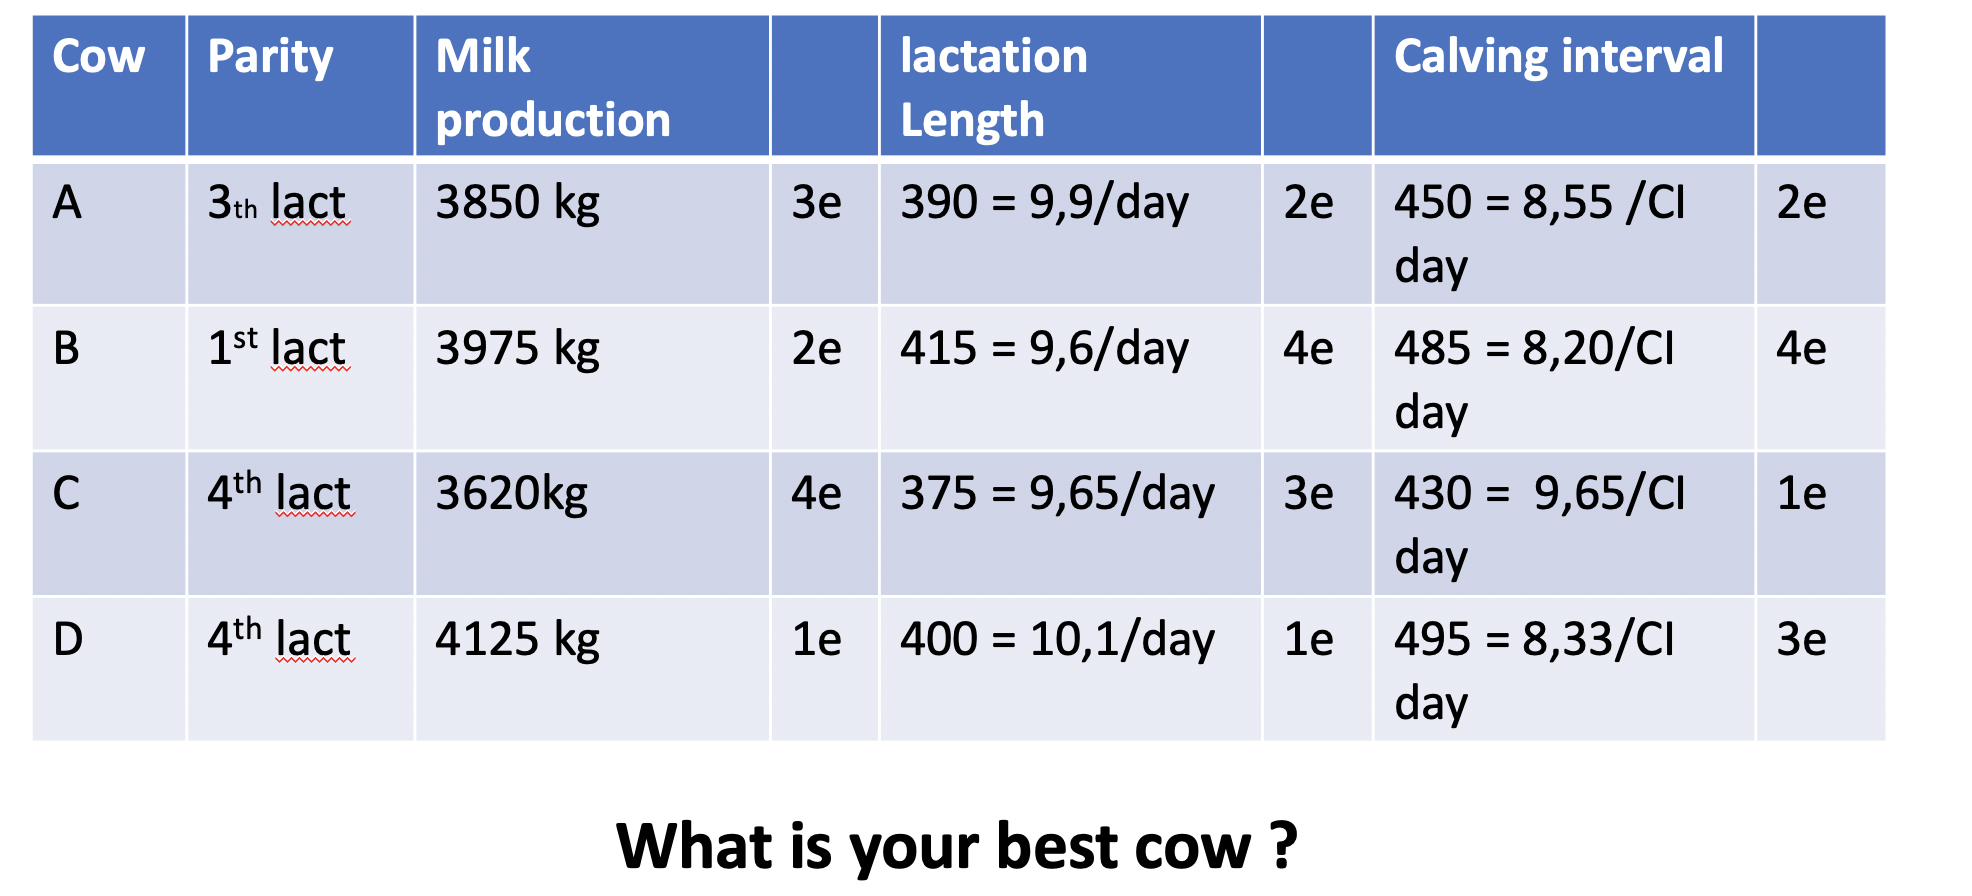 Cow Parity Milk production lactation Length Calving interval
A 3th lact 3850 kg 3e 390 = 9,9/day 2e 450 = 8,55 /CI day 2e
B 1st lact 3975 kg 2e 415 = 9,6/day 4e 485 = 8,20/CI day 4e
C 4th lact 3620kg 4e 375 = 9,65/day 3e 430 = 9,65/CI day 1e
D 4th lact 4125 kg 1e 400 = 10,1/day 1e 495 = 8,33/CI day 3e
What is your best cow ?